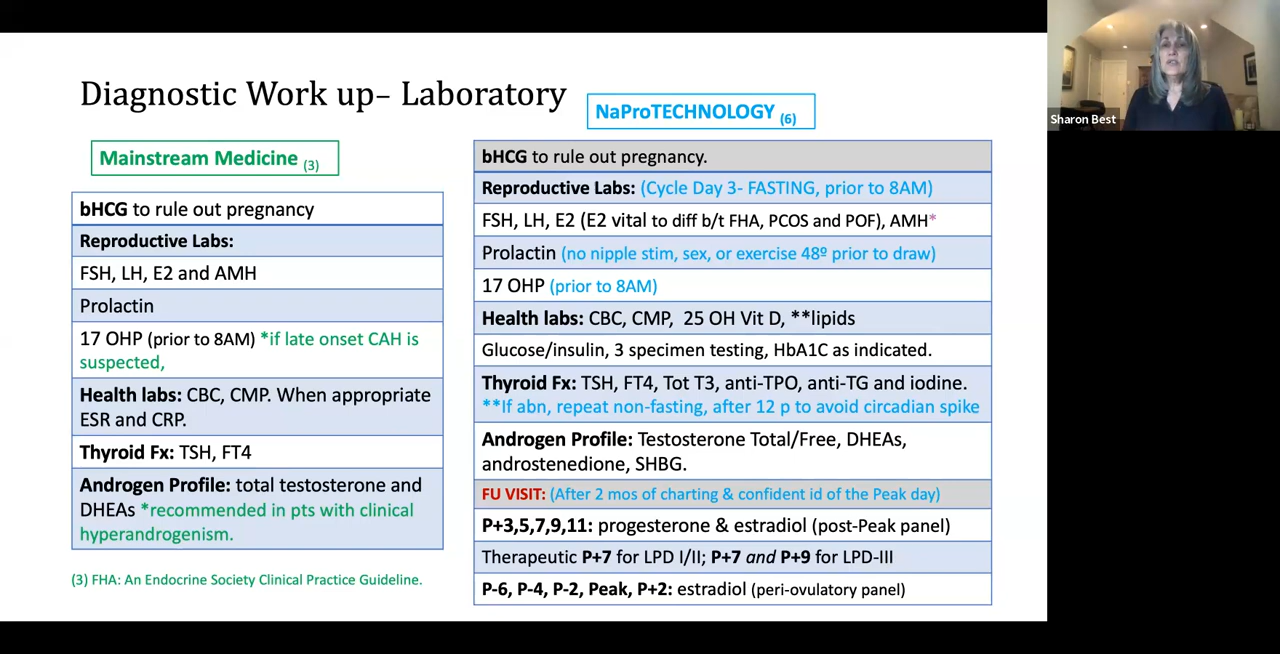 Diagnostic Work up– Laboratory
Mainstream Medicine (3)
bHCG to rule out pregnancy
Reproductive Labs:
FSH, LH, E2 and AMH
Prolactin
17 OHP (prior to 8AM) *if late onset CAH is
suspected,
Health labs: CBC, CMP. When appropriate
ESR and CRP.
Thyroid Fx: TSH, FT4
Androgen Profile: total testosterone and
DHEAs *recommended in pts with clinical
hyperandrogenism.
(3) FHA: An Endocrine Society Clinical Practice Guideline.
NaProTECHNOLOGY (6)
bHCG to rule out pregnancy.
Reproductive Labs: (Cycle Day 3- FASTING, prior to 8AM)
FSH, LH, E2 (E2 vital to diff b/t FHA, PCOS and POF), AMH*
Prolactin (no nipple stim, sex, or exercise 48º prior to draw)
17 OHP (prior to 8AM)
Health labs: CBC, CMP, 25 OH Vit D, **lipids
Glucose/insulin, 3 specimen testing, HbA1C as indicated.
Thyroid Fx: TSH, FT4, Tot T3, anti-TPO, anti-TG and iodine.
**If abn, repeat non-fasting, after 12 p to avoid circadian spike
Androgen Profile: Testosterone Total/Free, DHEAs,
androstenedione, SHBG.
FU VISIT: (After 2 mos of charting & confident id of the Peak day)
P+3,5,7,9,11: progesterone & estradiol (post-Peak panel)
Therapeutic P+7 for LPD I/II; P+7 and P+9 for LPD-III
P-6, P-4, P-2, Peak, P+2: estradiol (peri-ovulatory panel)
Sharon Best